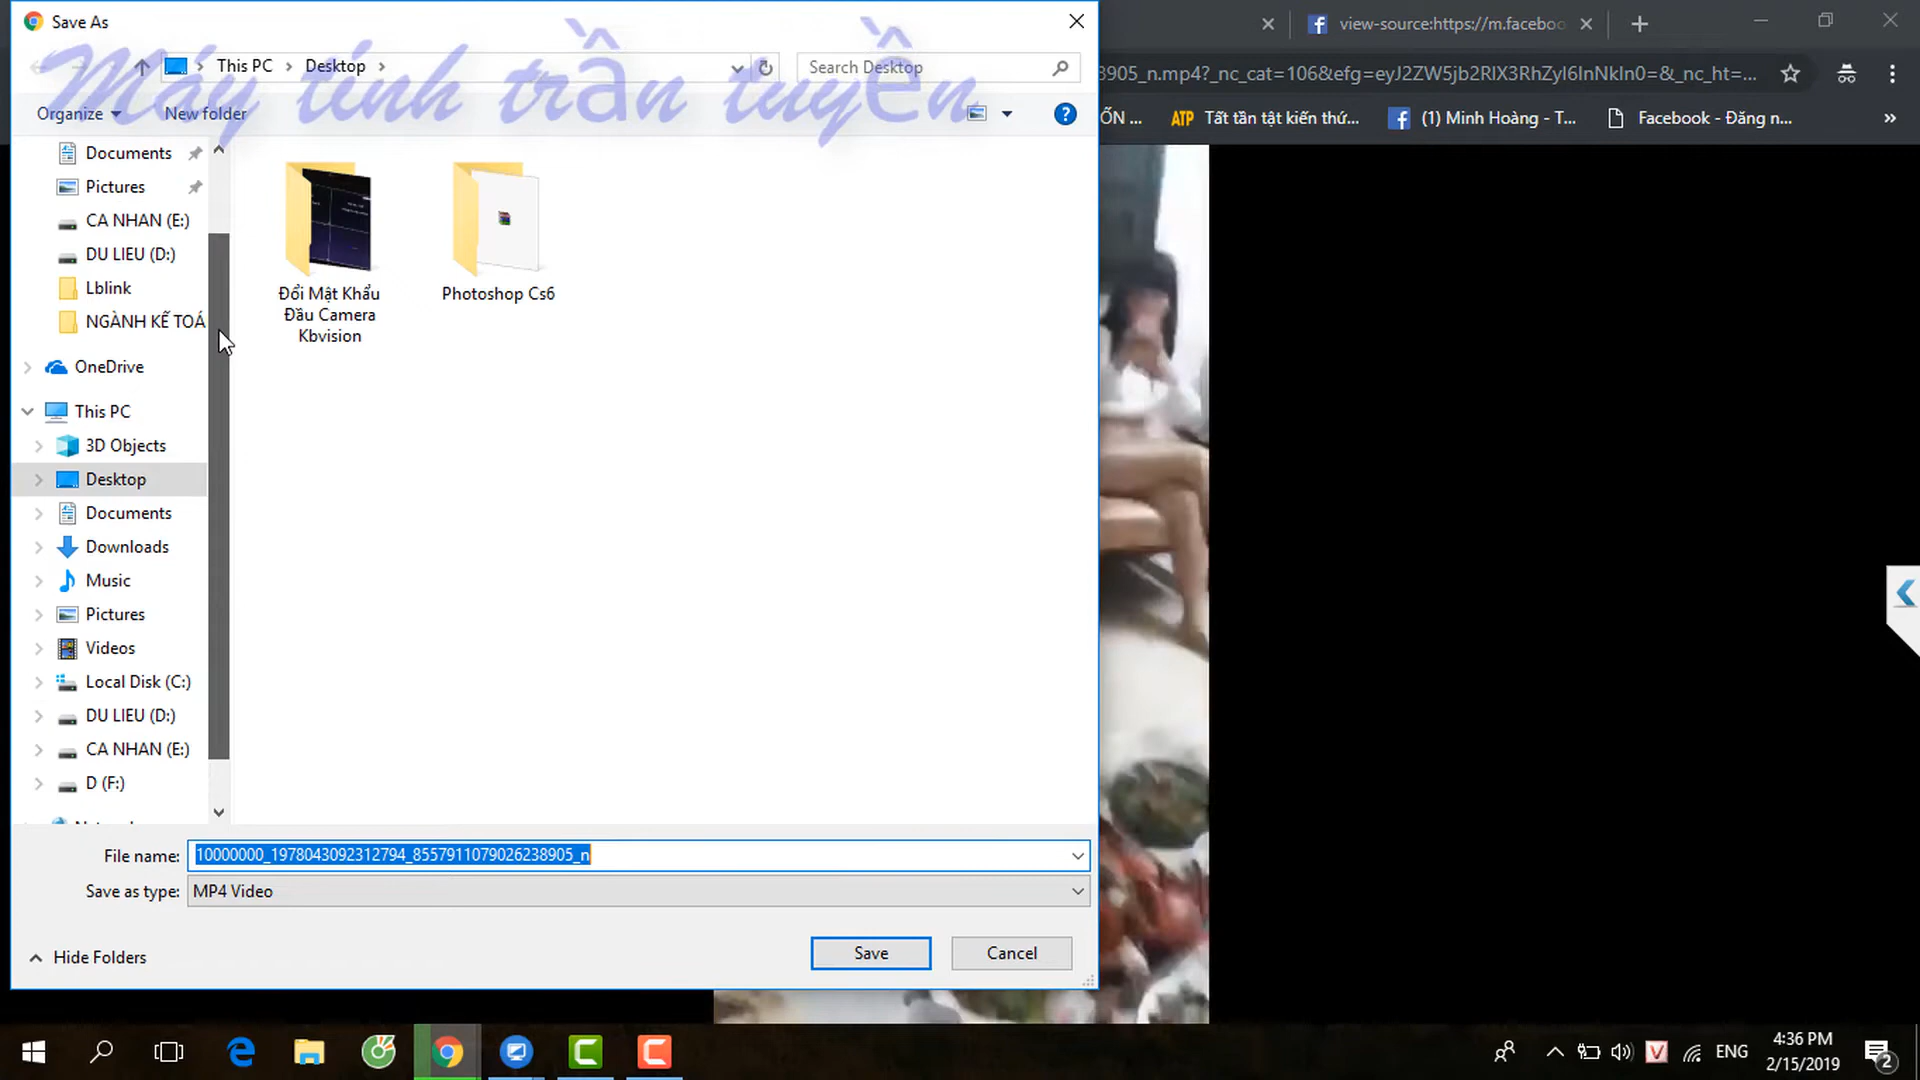 Save As
view-source:https://m.faceboo
Máy tính trần tuyền
This PC
Desktop
Search Desktop
8905_n.mp4?_nc_cat=106&efg=eyJ2ZW5jb2RlX3RhZyI6InNkIn0=&_nc_ht=...
Organize
New folder
?
ỐN ...
ATP Tất tần tật kiến thứ...
(1) Minh Hoàng - T...
Facebook - Đăng n...
»
Documents
Pictures
CA NHAN (E:)
DU LIEU (D:)
Lblink
NGÀNH KẾ TOÁ
OneDrive
This PC
3D Objects
Desktop
Documents
Downloads
Music
Pictures
Videos
Local Disk (C:)
DU LIEU (D:)
CA NHAN (E:)
D (F:)
Đổi Mật Khẩu
Đầu Camera
Kbvision
Photoshop Cs6
File name: 10000000_1978043092312794_8557911079026238905_n
Save as type: MP4 Video
Hide Folders
Save
Cancel
ENG
4:36 PM
2/15/2019
2